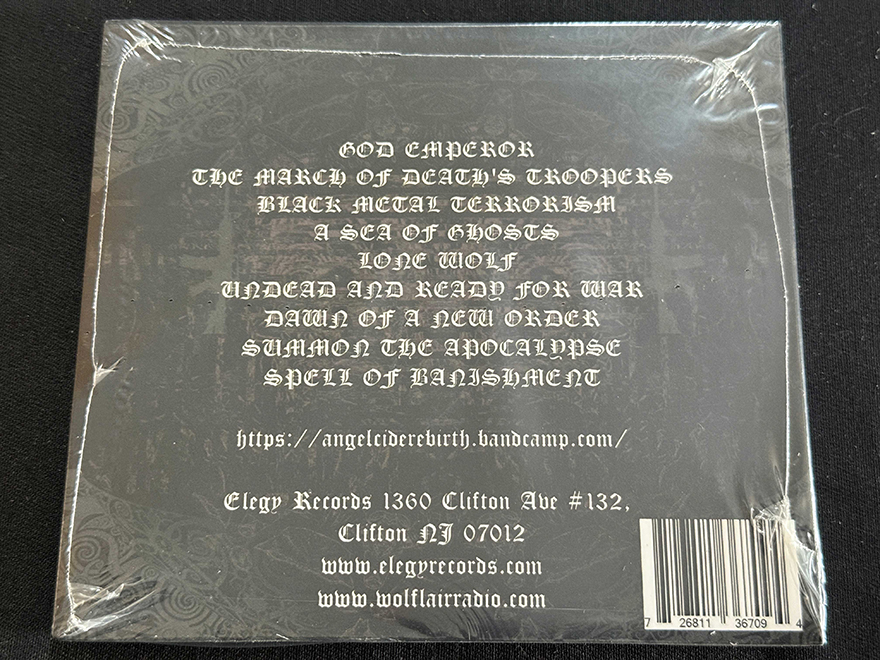 GOD EMPEROR
THE MARCH OF DEATH'S TROOPERS
BLACK METAL TERRORISM
A SEA OF GHOSTS
LONE WOLF
UNDEAD AND READY FOR WAR
DAWN OF A NEW ORDER
SUMMON THE APOCALYPSE
SPELL OF BANISHMENT
https://angelciderebirth.bandcamp.com/
Elegy Records 1360 Clifton Ave #132,
Clifton NJ 07012
www.elegyrecords.com
www.wolflairradio.com
7 26811 36709 4